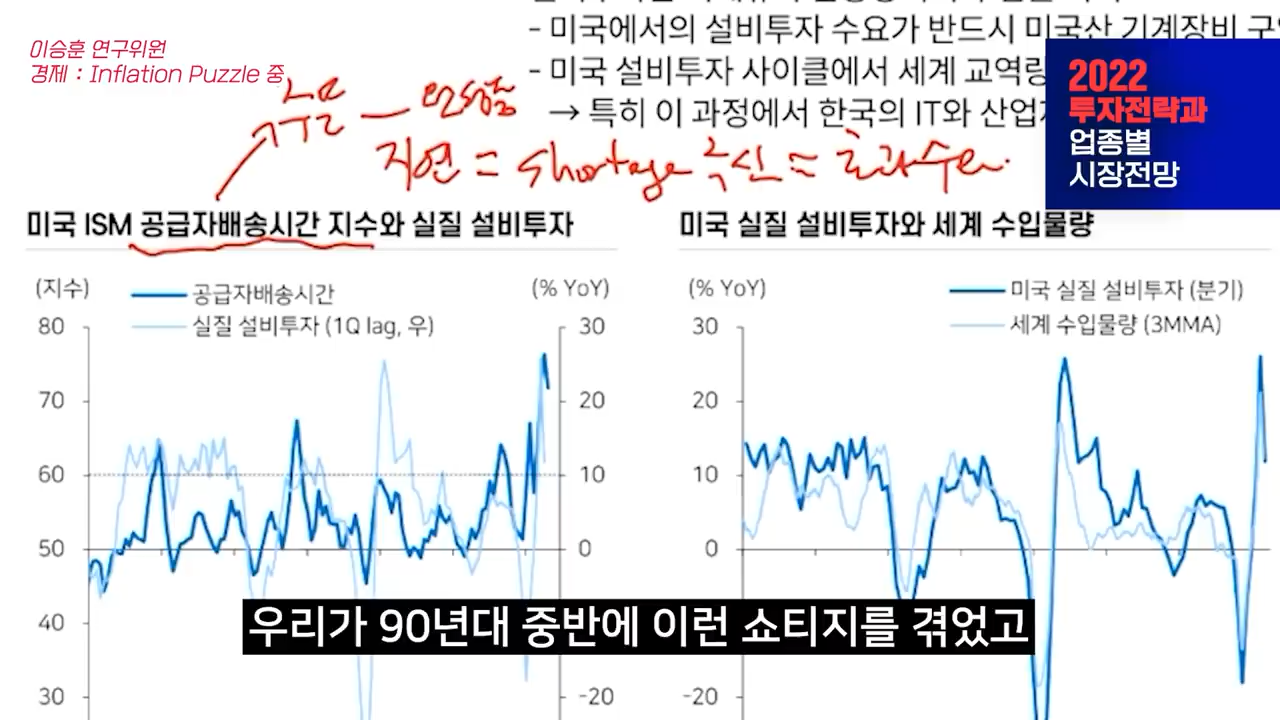 이승훈 연구위원
경제 : Inflation Puzzle 중
- 미국에서의 설비투자 수요가 반드시 미국산 기계장비
- 미국 설비투자 사이클에서 세계 교역량
→ 특히 이 과정에서 한국의 IT와
2022
투자전략과
업종별
시장전망
지연 = Shortage 확신 = 초과수요
미국 ISM 공급자배송시간 지수와 실질 설비투자
(지수)
공급자배송시간
실질 설비투자 (1Q lag, 우)
(% YoY)
80
70
60
50
40
30
30
20
10
0
-20
미국 실질 설비투자와 세계 수입물량
(% YoY)
미국 실질 설비투자 (분기)
세계 수입물량 (3MMA)
30
20
10
0
-20
우리가 90년대 중반에 이런 쇼티지를 겪었고